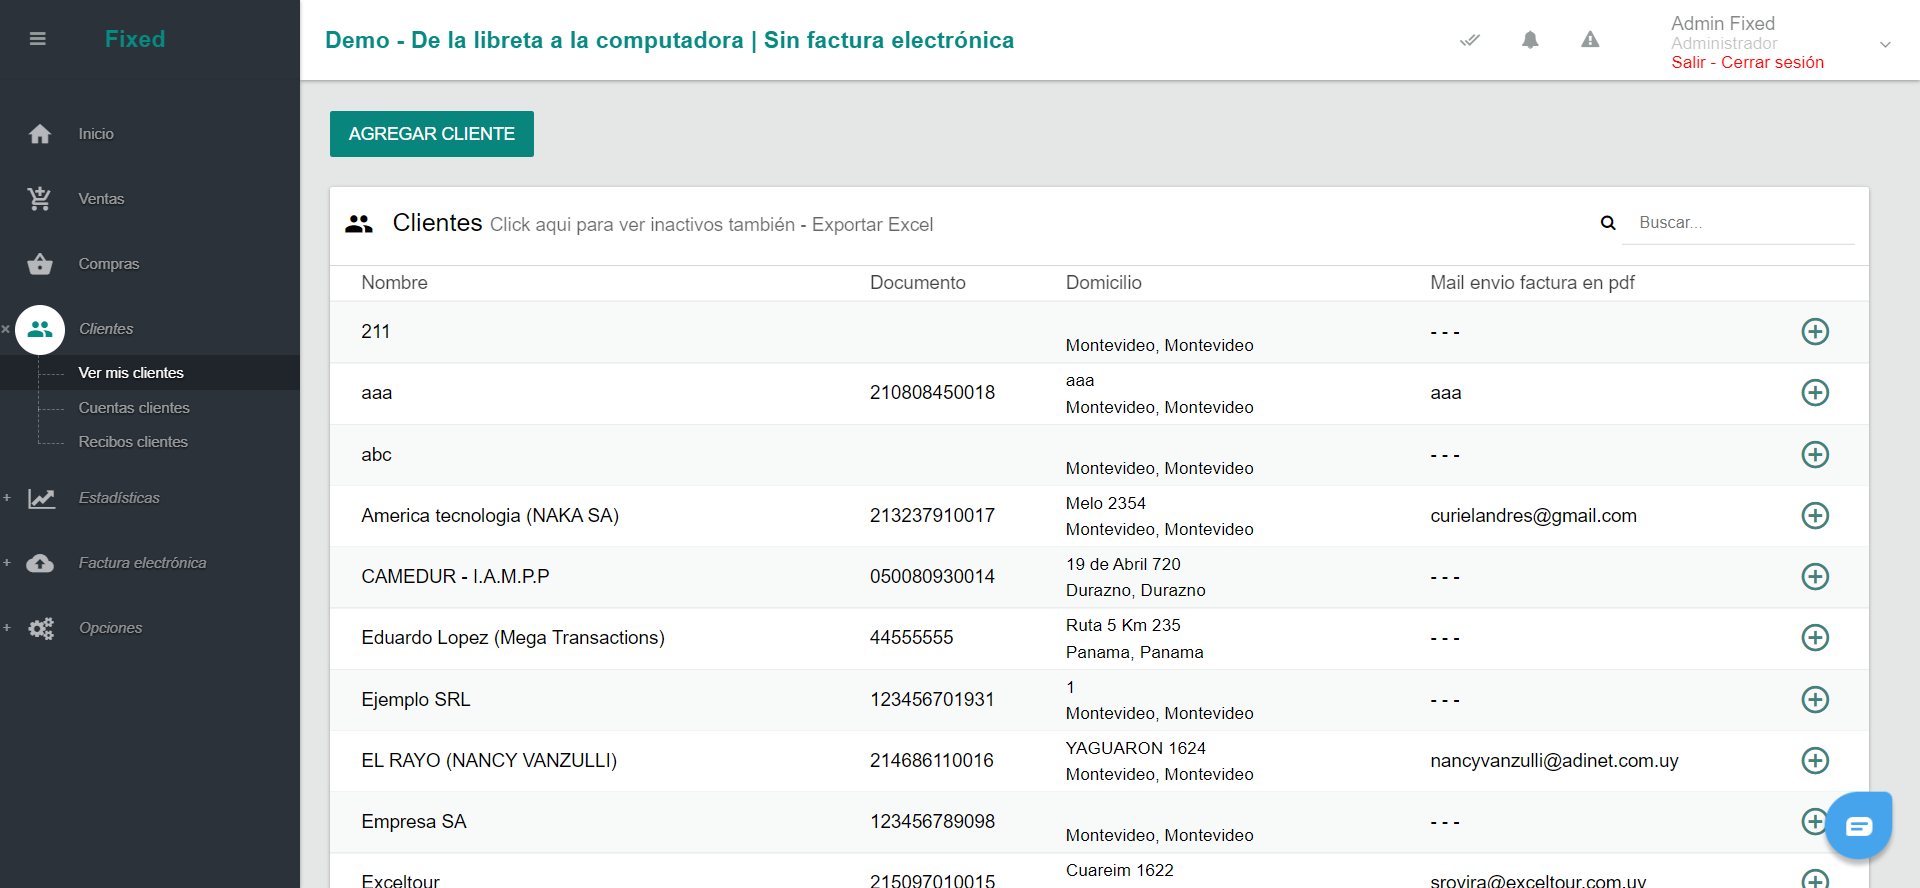 Fixed
Demo - De la libreta a la computadora | Sin factura electrónica
Admin Fixed
Administrador
Salir - Cerrar sesión
Inicio
Ventas
Compras
Clientes
Ver mis clientes
Cuentas clientes
Recibos clientes
Estadísticas
Factura electrónica
Opciones
AGREGAR CLIENTE
Clientes Click aqui para ver inactivos también - Exportar Excel
Buscar...
Nombre Documento Domicilio Mail envio factura en pdf
211 - - -
Montevideo, Montevideo
aaa 210808450018 aaa aaa
Montevideo, Montevideo
abc - - -
Montevideo, Montevideo
America tecnologia (NAKA SA) 213237910017 Melo 2354 curielandres@gmail.com
Montevideo, Montevideo
CAMEDUR - I.A.M.P.P 050080930014 19 de Abril 720 - - -
Durazno, Durazno
Eduardo Lopez (Mega Transactions) 44555555 Ruta 5 Km 235 - - -
Panama, Panama
Ejemplo SRL 123456701931 1 - - -
Montevideo, Montevideo
EL RAYO (NANCY VANZULLI) 214686110016 YAGUARON 1624 nancyvanzulli@adinet.com.uy
Montevideo, Montevideo
Empresa SA 123456789098 - - -
Montevideo, Montevideo
Exceltour 215097010015 Cuareim 1622 srovira@exceltour.com.uy